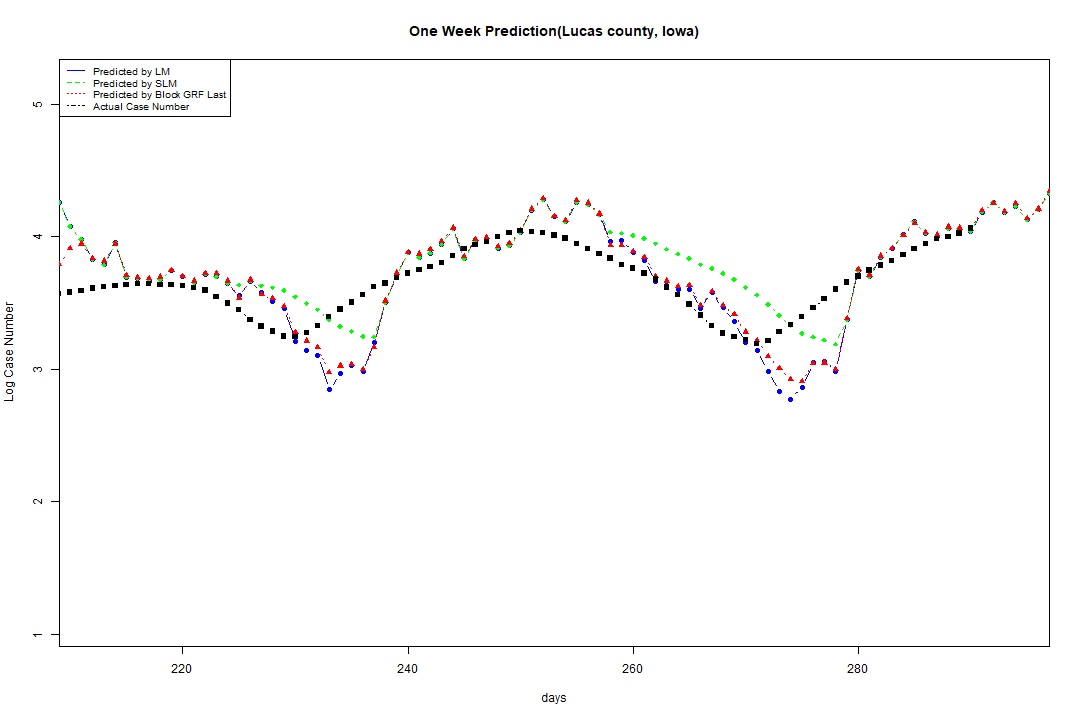 One Week Prediction(Lucas county, Iowa)
Predicted by LM
Predicted by SLM
Predicted by Block GRF Last
Actual Case Number
5
4
3
2
1
Log Case Number
220 240 260 280
days